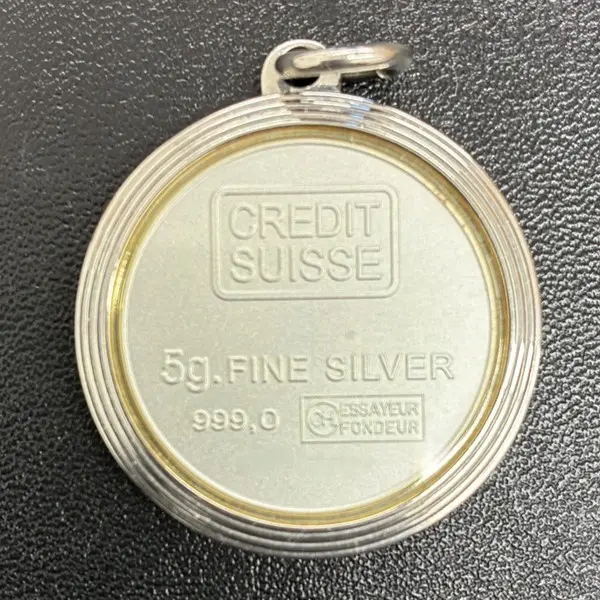 CREDIT
SUISSE
5g. FINE SILVER
999,0
ESSAYEUR
FONDEUR